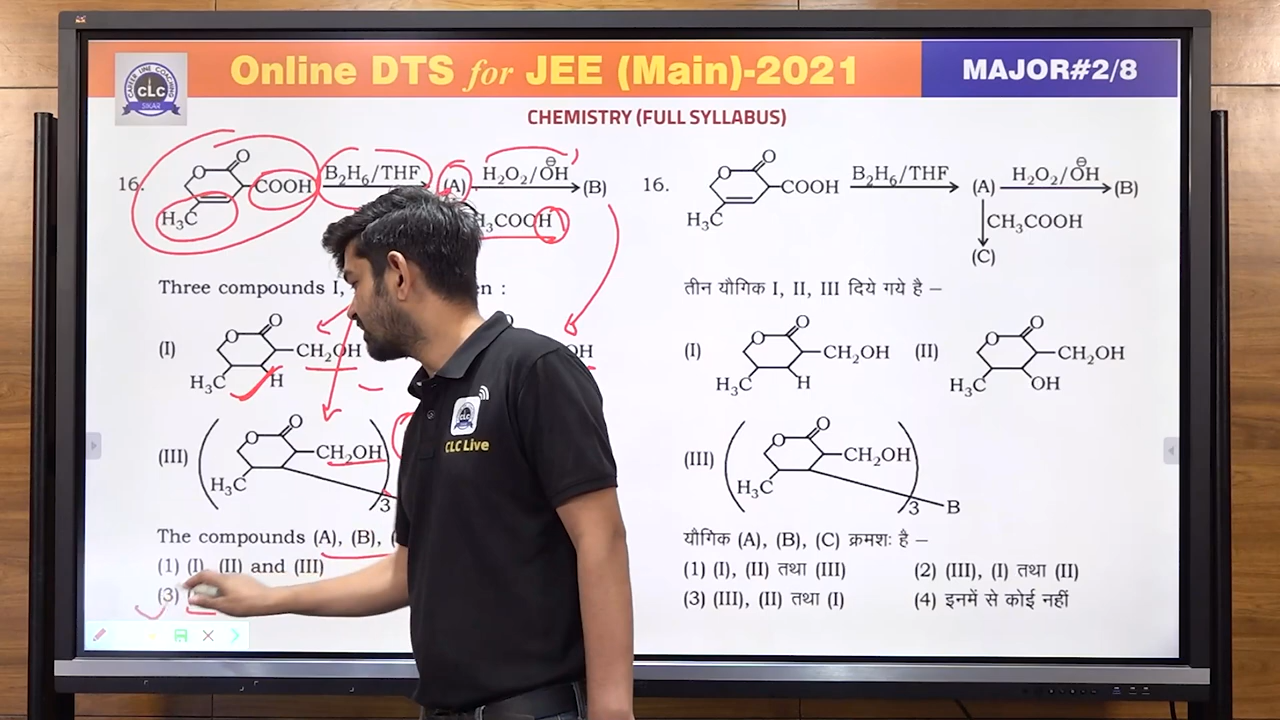 Online DTS for JEE (Main)-2021
MAJOR#2/8
CLC
SIKAR
CHEMISTRY (FULL SYLLABUS)
16.
O
O
COOH
H₃C
B₂H₆/THF
(A)
H₂O₂/OH
⊖
(B)
H₃COOH
Three compounds I,
en :
(I)
O
O
CH₂OH
H₃C
H
OH
(III)
O
O
CH₂OH
H₃C
3
The compounds (A), (B),
(1) (I), (II) and (III)
(3)
16.
O
O
COOH
H₃C
B₂H₆/THF
(A)
H₂O₂/OH
⊖
(B)
CH₃COOH
(C)
तीन यौगिक I, II, III दिये गये है –
(I)
O
O
CH₂OH
H₃C
H
(II)
O
O
CH₂OH
H₃C
OH
(III)
O
O
CH₂OH
H₃C
3
B
यौगिक (A), (B), (C) क्रमशः है –
(1) (I), (II) तथा (III)
(2) (III), (I) तथा (II)
(3) (III), (II) तथा (I)
(4) इनमें से कोई नहीं
CLC Live